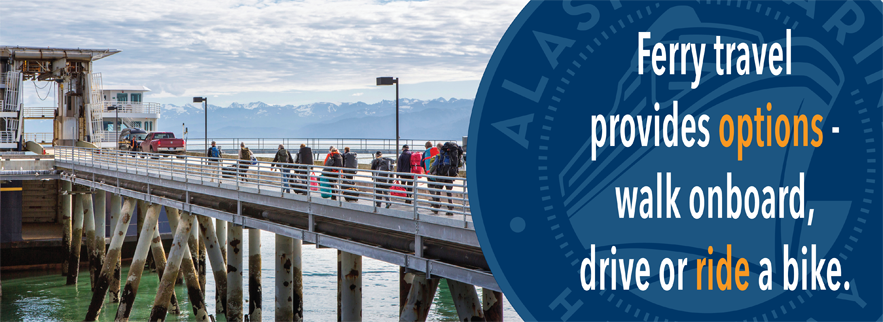 Ferry travel
provides options -
walk onboard,
drive or ride a bike.